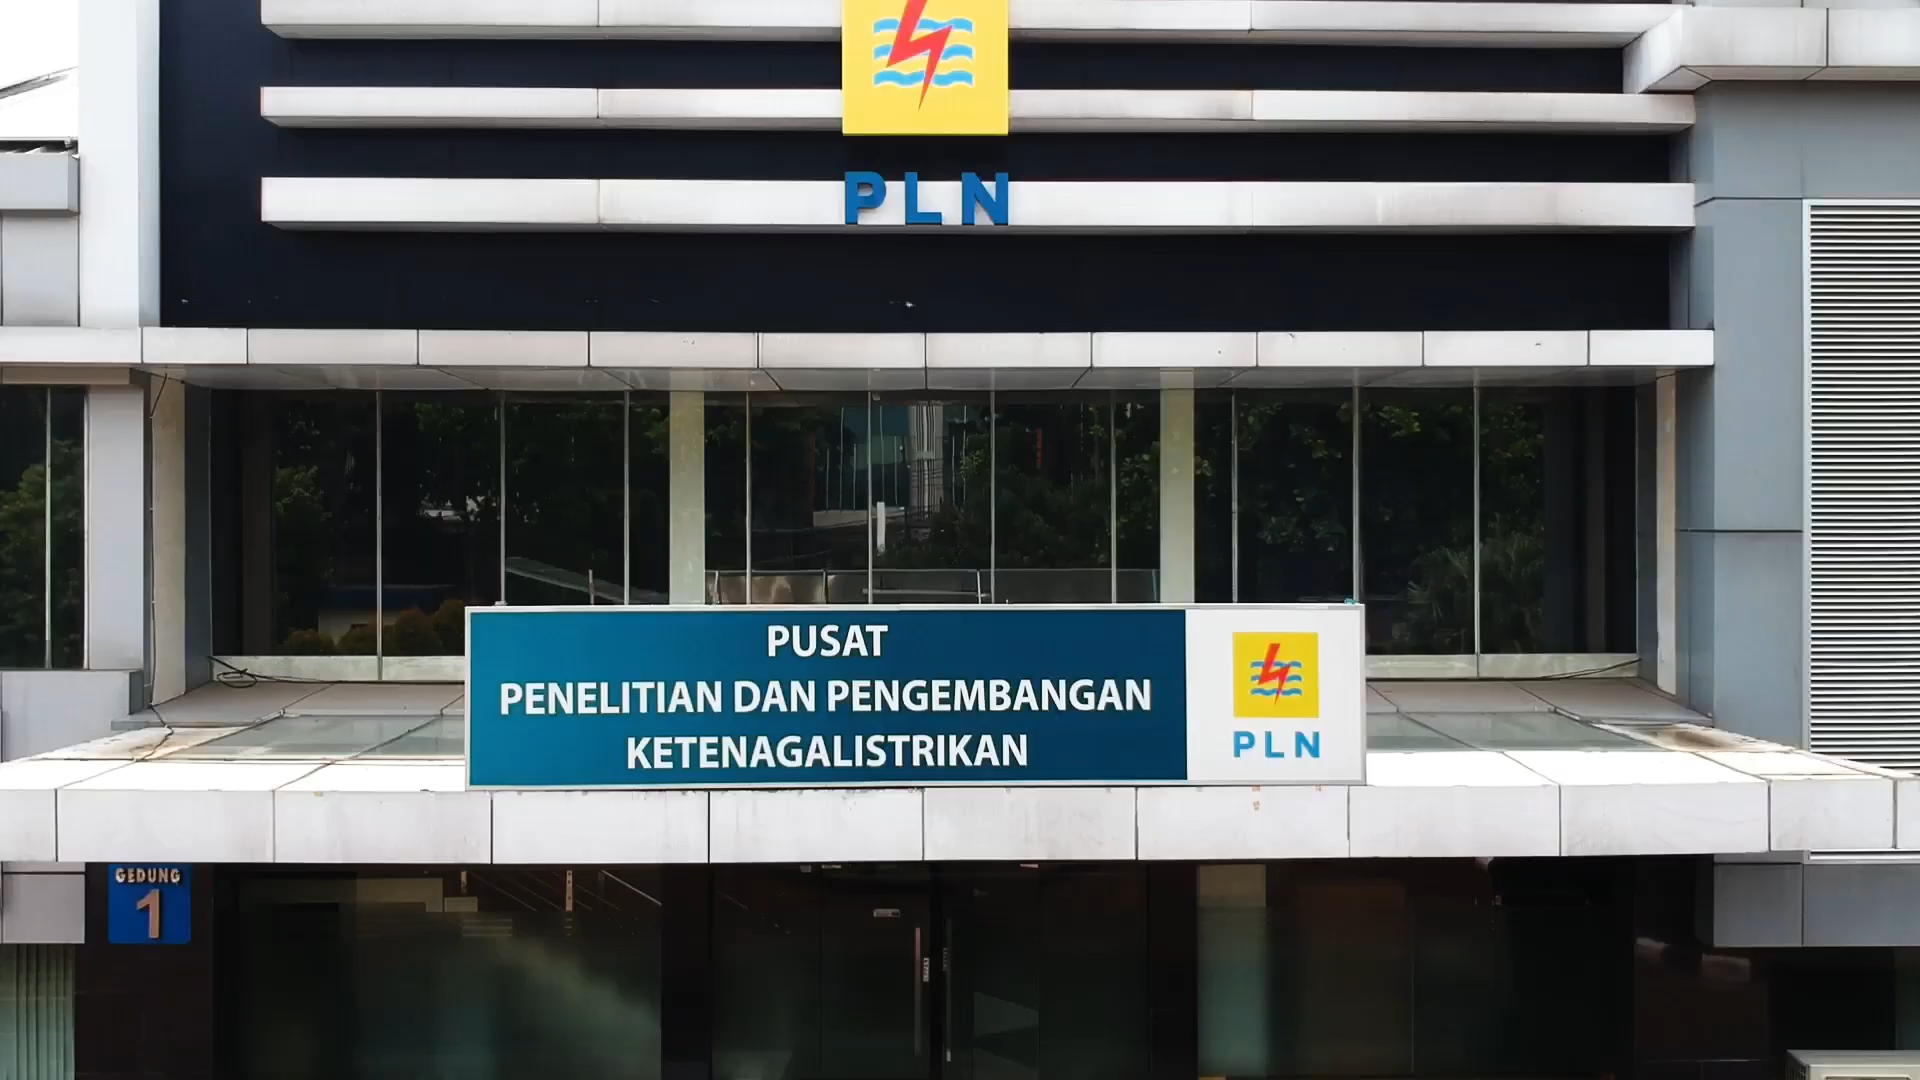 PLN
PUSAT
PENELITIAN DAN PENGEMBANGAN
KETENAGALISTRIKAN
PLN
GEDUNG
1